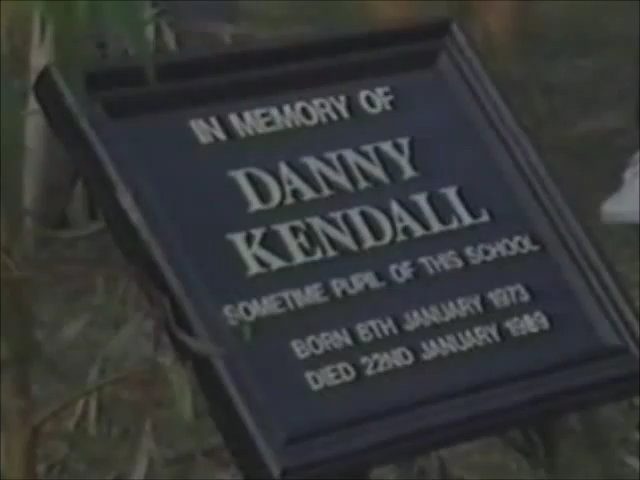 IN MEMORY OF
DANNY
KENDALL
SOMETIME PUPIL OF THIS SCHOOL
BORN 8TH JANUARY 1973
DIED 22ND JANUARY 1989